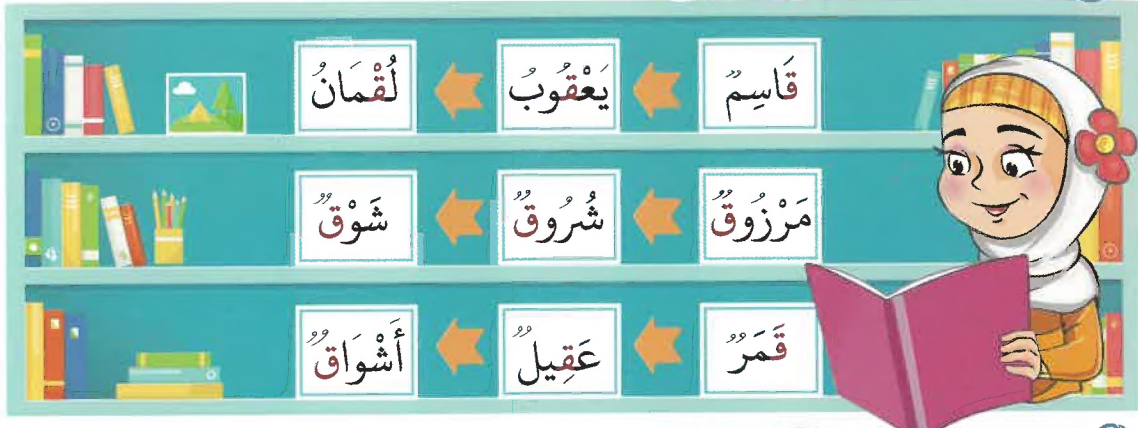 قَاسِمٌ يَعْقُوبُ لُقْمَانُ
مَرْزُوقٌ شُرُوقٌ شَوْقٌ
قَمَرٌ عَقِيلٌ أَشْوَاقٌ